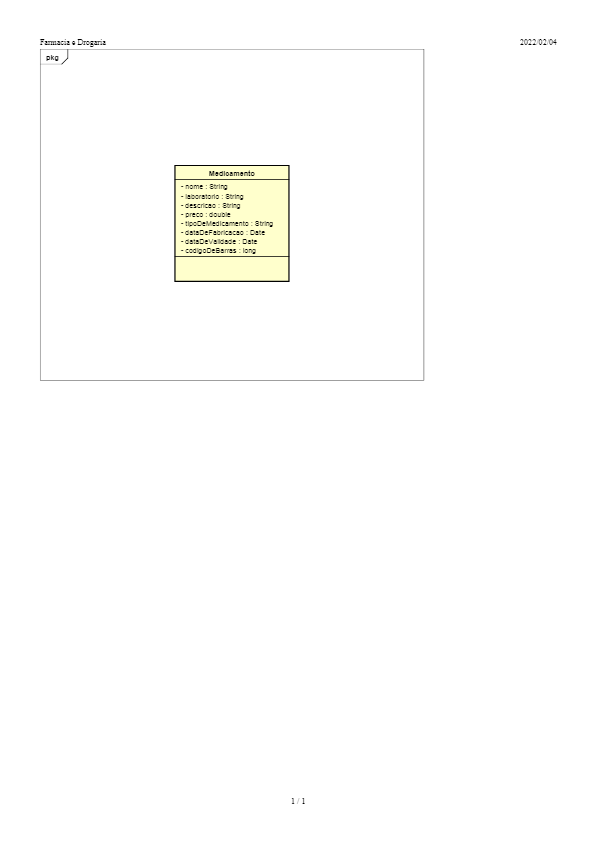 Farmacia e Drogaria 2022/02/04
pkg
Medicamento
- nome : String
- laboratorio : String
- descricao : String
- preco : double
- tipoDeMedicamento : String
- dataDeFabricacao : Date
- dataDeValidade : Date
- codigoDeBarras : long
1 / 1